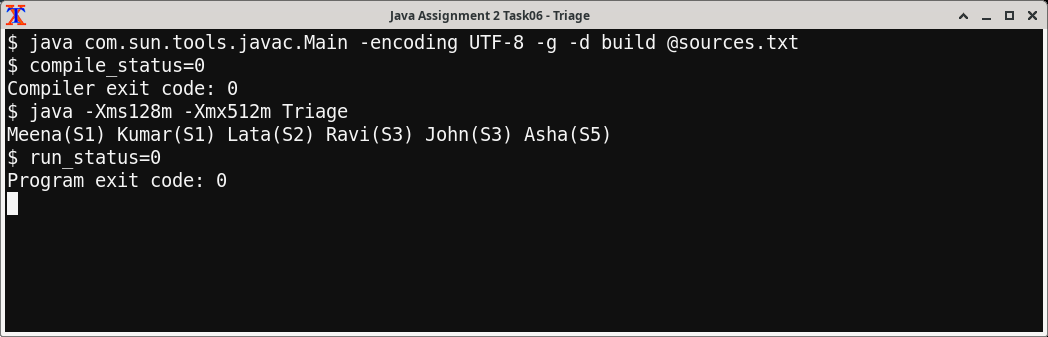 Java Assignment 2 Task06 - Triage
$ java com.sun.tools.javac.Main -encoding UTF-8 -g -d build @sources.txt
$ compile_status=0
Compiler exit code: 0
$ java -Xms128m -Xmx512m Triage
Meena(S1) Kumar(S1) Lata(S2) Ravi(S3) John(S3) Asha(S5)
$ run_status=0
Program exit code: 0